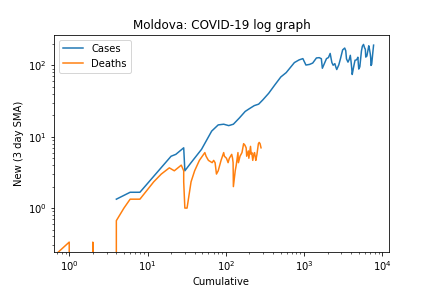 Moldova: COVID-19 log graph
Cases
Deaths
New (3 day SMA)
10²
10¹
10⁰
10⁰ 10¹ 10² 10³ 10⁴
Cumulative